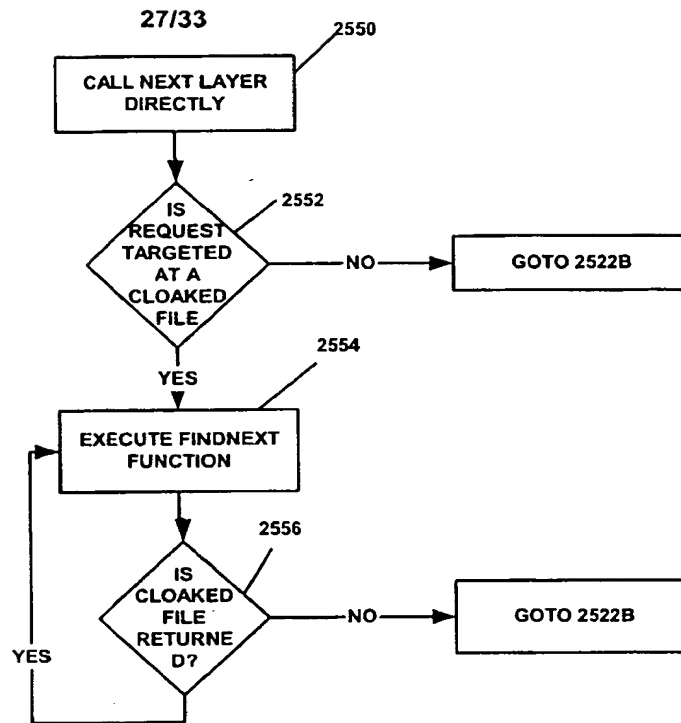 27/33
2550
CALL NEXT LAYER
DIRECTLY
2552
IS
REQUEST
TARGETED
AT A
CLOAKED
FILE
NO
GOTO 2522B
YES
2554
EXECUTE FINDNEXT
FUNCTION
2556
IS
CLOAKED
FILE
RETURNE
D?
NO
GOTO 2522B
YES